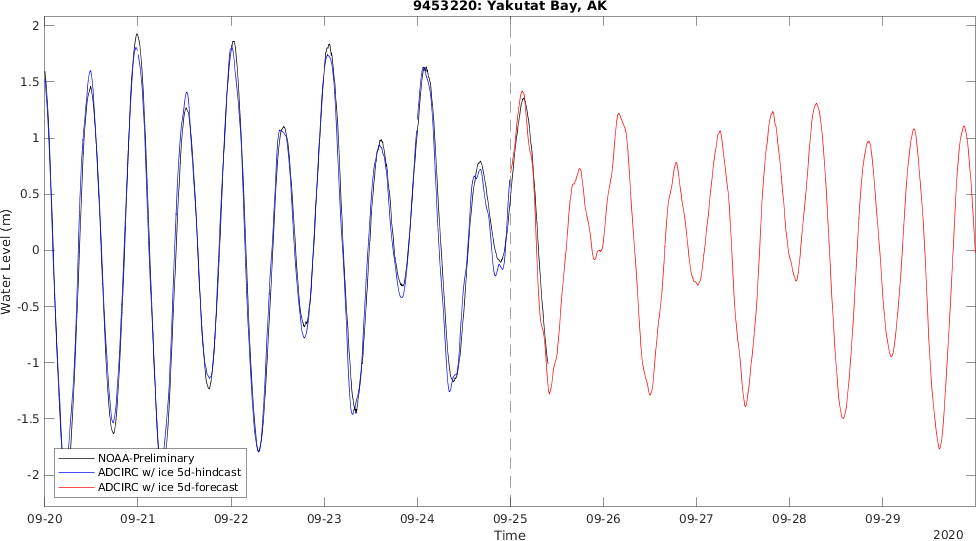 9453220: Yakutat Bay, AK
Water Level (m)
2
1.5
1
0.5
0
-0.5
-1
-1.5
-2
NOAA-Preliminary
ADCIRC w/ ice 5d-hindcast
ADCIRC w/ ice 5d-forecast
09-20 09-21 09-22 09-23 09-24 09-25 09-26 09-27 09-28 09-29
Time
2020